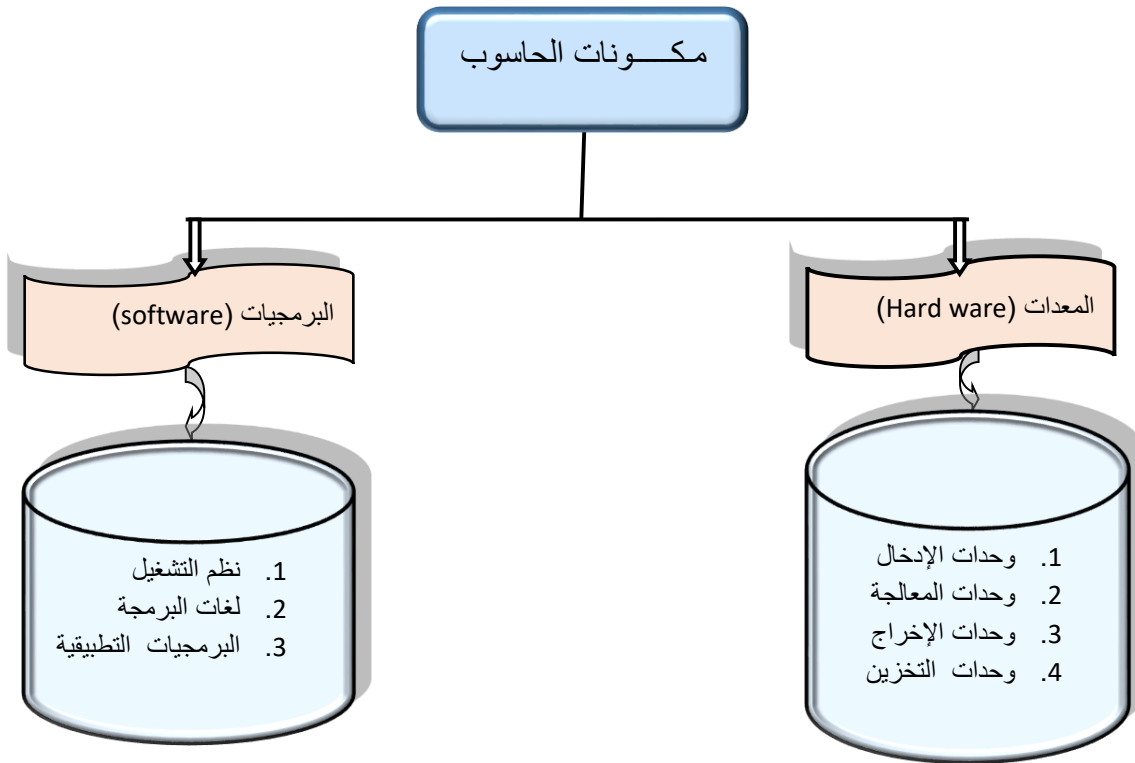 مكـــونات الحاسوب
المعدات (Hard ware)
1. وحدات الإدخال
2. وحدات المعالجة
3. وحدات الإخراج
4. وحدات التخزين
البرمجيات (software)
1. نظم التشغيل
2. لغات البرمجة
3. البرمجيات التطبيقية